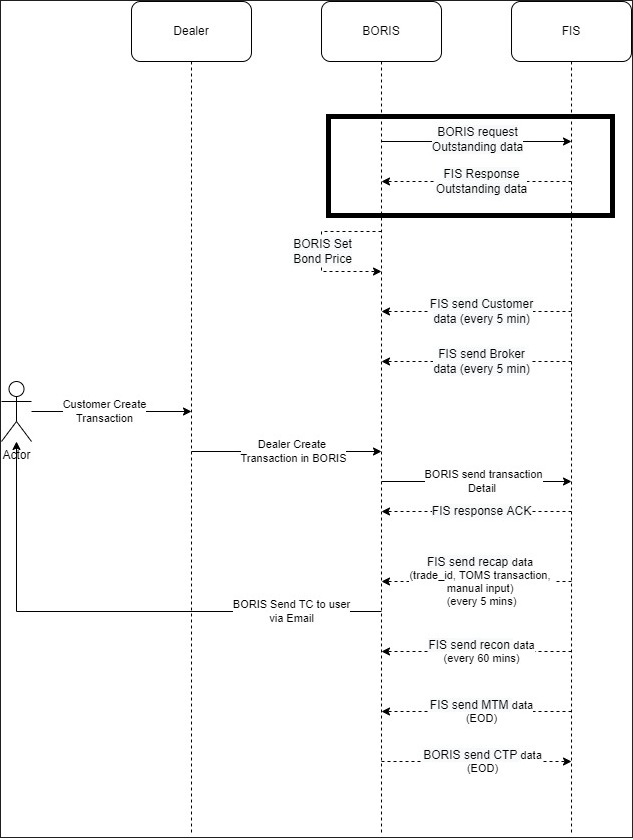 Dealer
BORIS
FIS
BORIS request
Outstanding data
FIS Response
Outstanding data
BORIS Set
Bond Price
FIS send Customer
data (every 5 min)
FIS send Broker
data (every 5 min)
Customer Create
Transaction
Actor
Dealer Create
Transaction in BORIS
BORIS send transaction
Detail
FIS response ACK
FIS send recap data
(trade_id, TOMS transaction,
manual input)
(every 5 mins)
BORIS Send TC to user
via Email
FIS send recon data
(every 60 mins)
FIS send MTM data
(EOD)
BORIS send CTP data
(EOD)